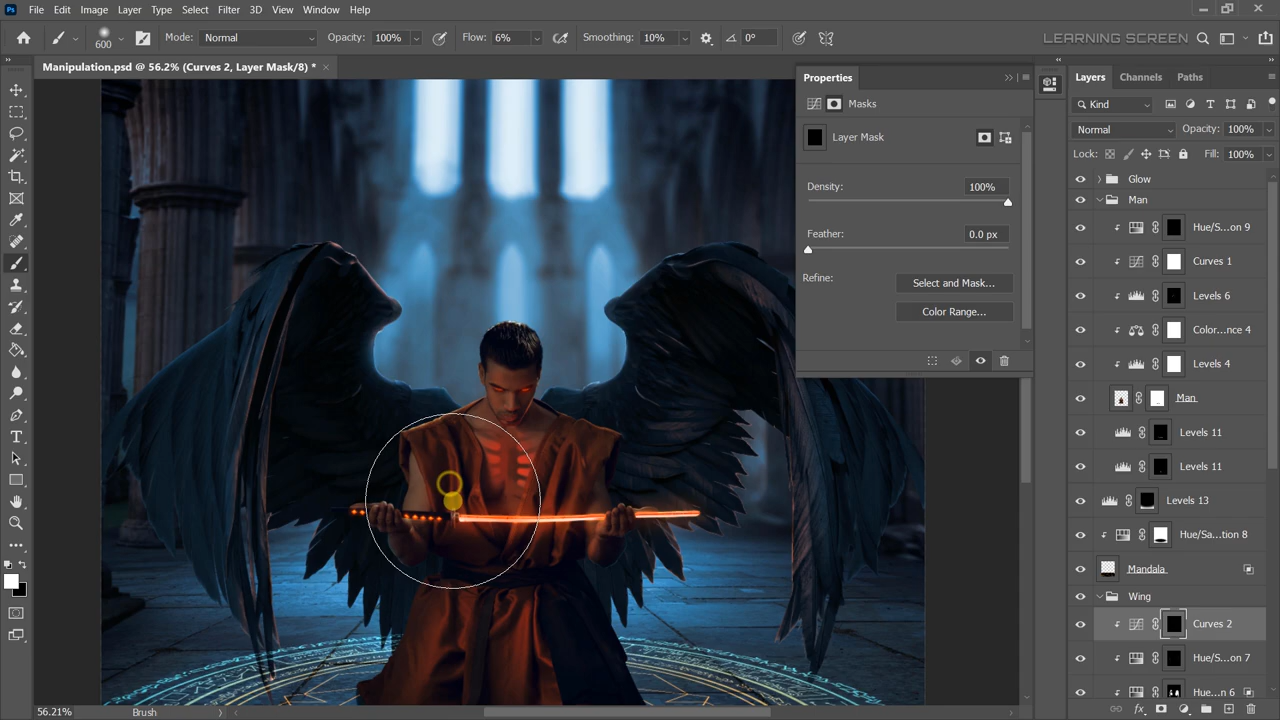 Ps File Edit Image Layer Type Select Filter 3D View Window Help
600 Mode: Normal Opacity: 100% Flow: 6% Smoothing: 10% 0° LEARNING SCREEN
Manipulation.psd @ 56.2% (Curves 2, Layer Mask/8) *
Properties
Masks
Layer Mask
Density: 100%
Feather: 0.0 px
Refine: Select and Mask...
Color Range...
Layers Channels Paths
Kind
Normal Opacity: 100%
Lock: Fill: 100%
Glow
Man
Hue/S...on 9
Curves 1
Levels 6
Color...nce 4
Levels 4
Man
Levels 11
Levels 11
Levels 13
Hue/Sa...tion 8
Mandala
Wing
Curves 2
Hue/S...on 7
Hue...n 6
56.21% Brush